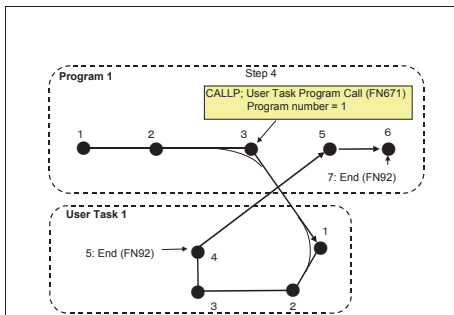 Program 1
Step 4
CALLP; User Task Program Call (FN671)
Program number = 1
1
2
3
5
6
7: End (FN92)
User Task 1
1
5: End (FN92)
4
3
2